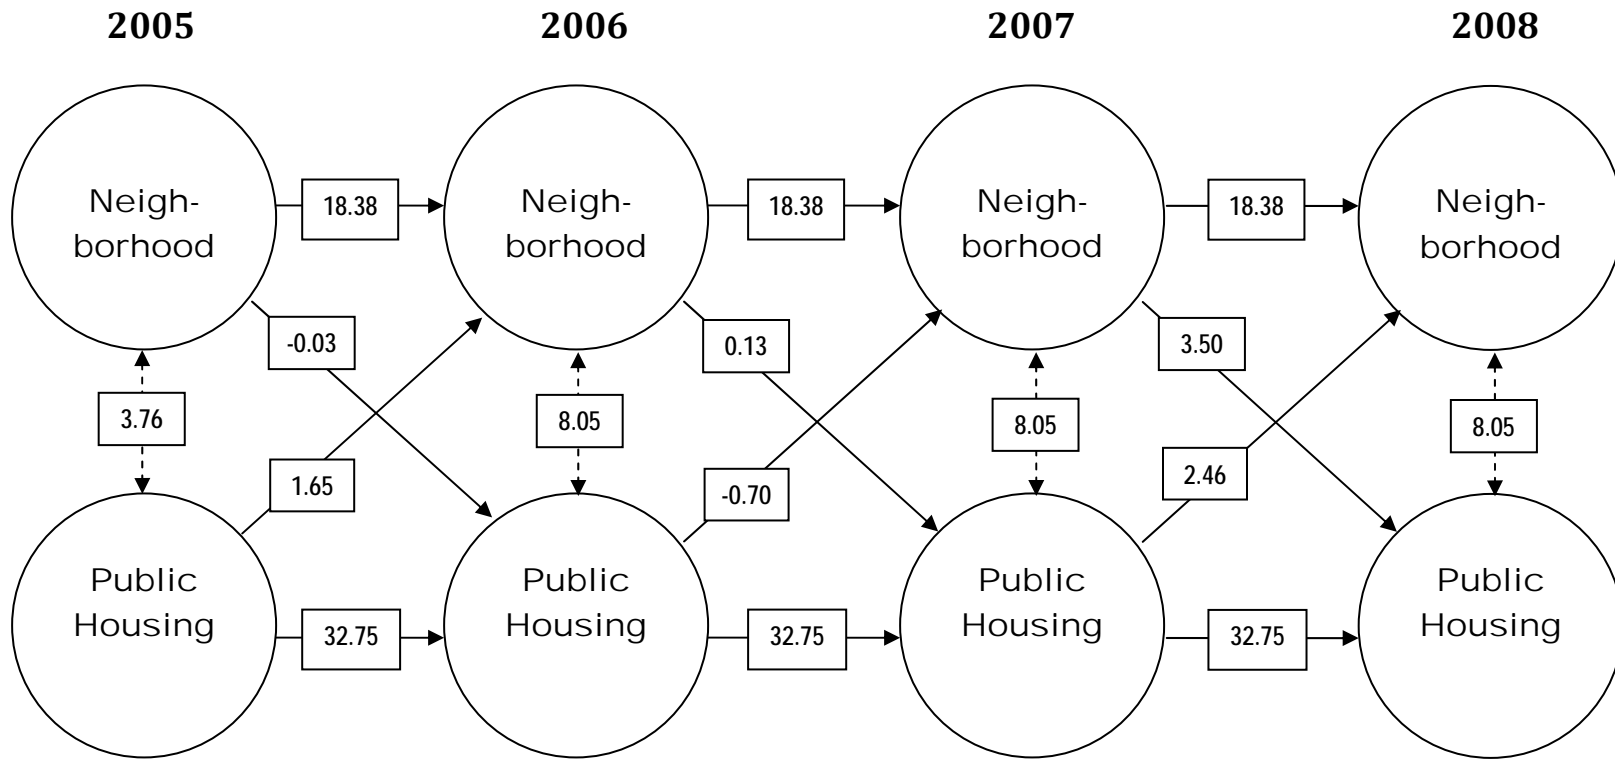 2005 2006 2007 2008
Neigh- Neigh- Neigh- Neigh-
18.38 18.38 18.38
borhood borhood borhood borhood
-0.03 0.13 3.50
3.76 8.05 8.05 8.05
1.65 -0.70 2.46
Public Public Public Public
Housing Housing Housing Housing
32.75 32.75 32.75